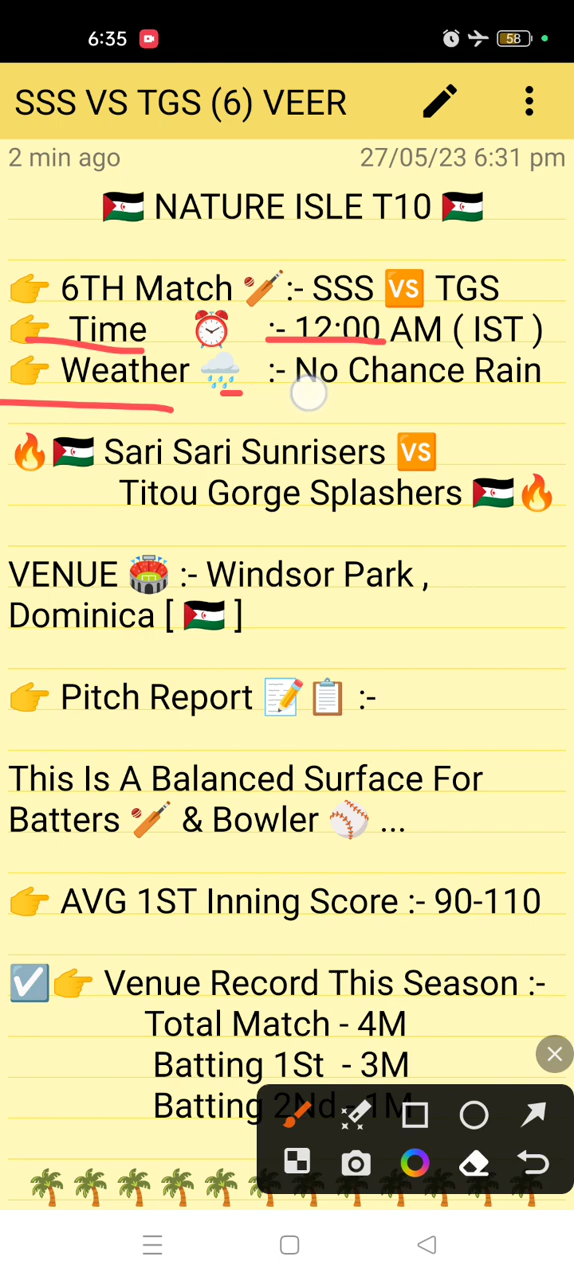 6:35
58
SSS VS TGS (6) VEER
2 min ago 27/05/23 6:31 pm
🇪🇭 NATURE ISLE T10 🇪🇭
👉 6TH Match 🏏:- SSS 🆚 TGS
👉 Time ⏰ :- 12:00 AM ( IST )
👉 Weather 🌧️ :- No Chance Rain
🔥🇪🇭 Sari Sari Sunrisers 🆚
Titou Gorge Splashers 🇪🇭🔥
VENUE 🏟️ :- Windsor Park ,
Dominica [ 🇪🇭 ]
👉 Pitch Report 📝📋 :-
This Is A Balanced Surface For
Batters 🏏 & Bowler ⚾ ...
👉 AVG 1ST Inning Score :- 90-110
☑️👉 Venue Record This Season :-
Total Match - 4M
Batting 1St - 3M
Batting 2Nd - 1M